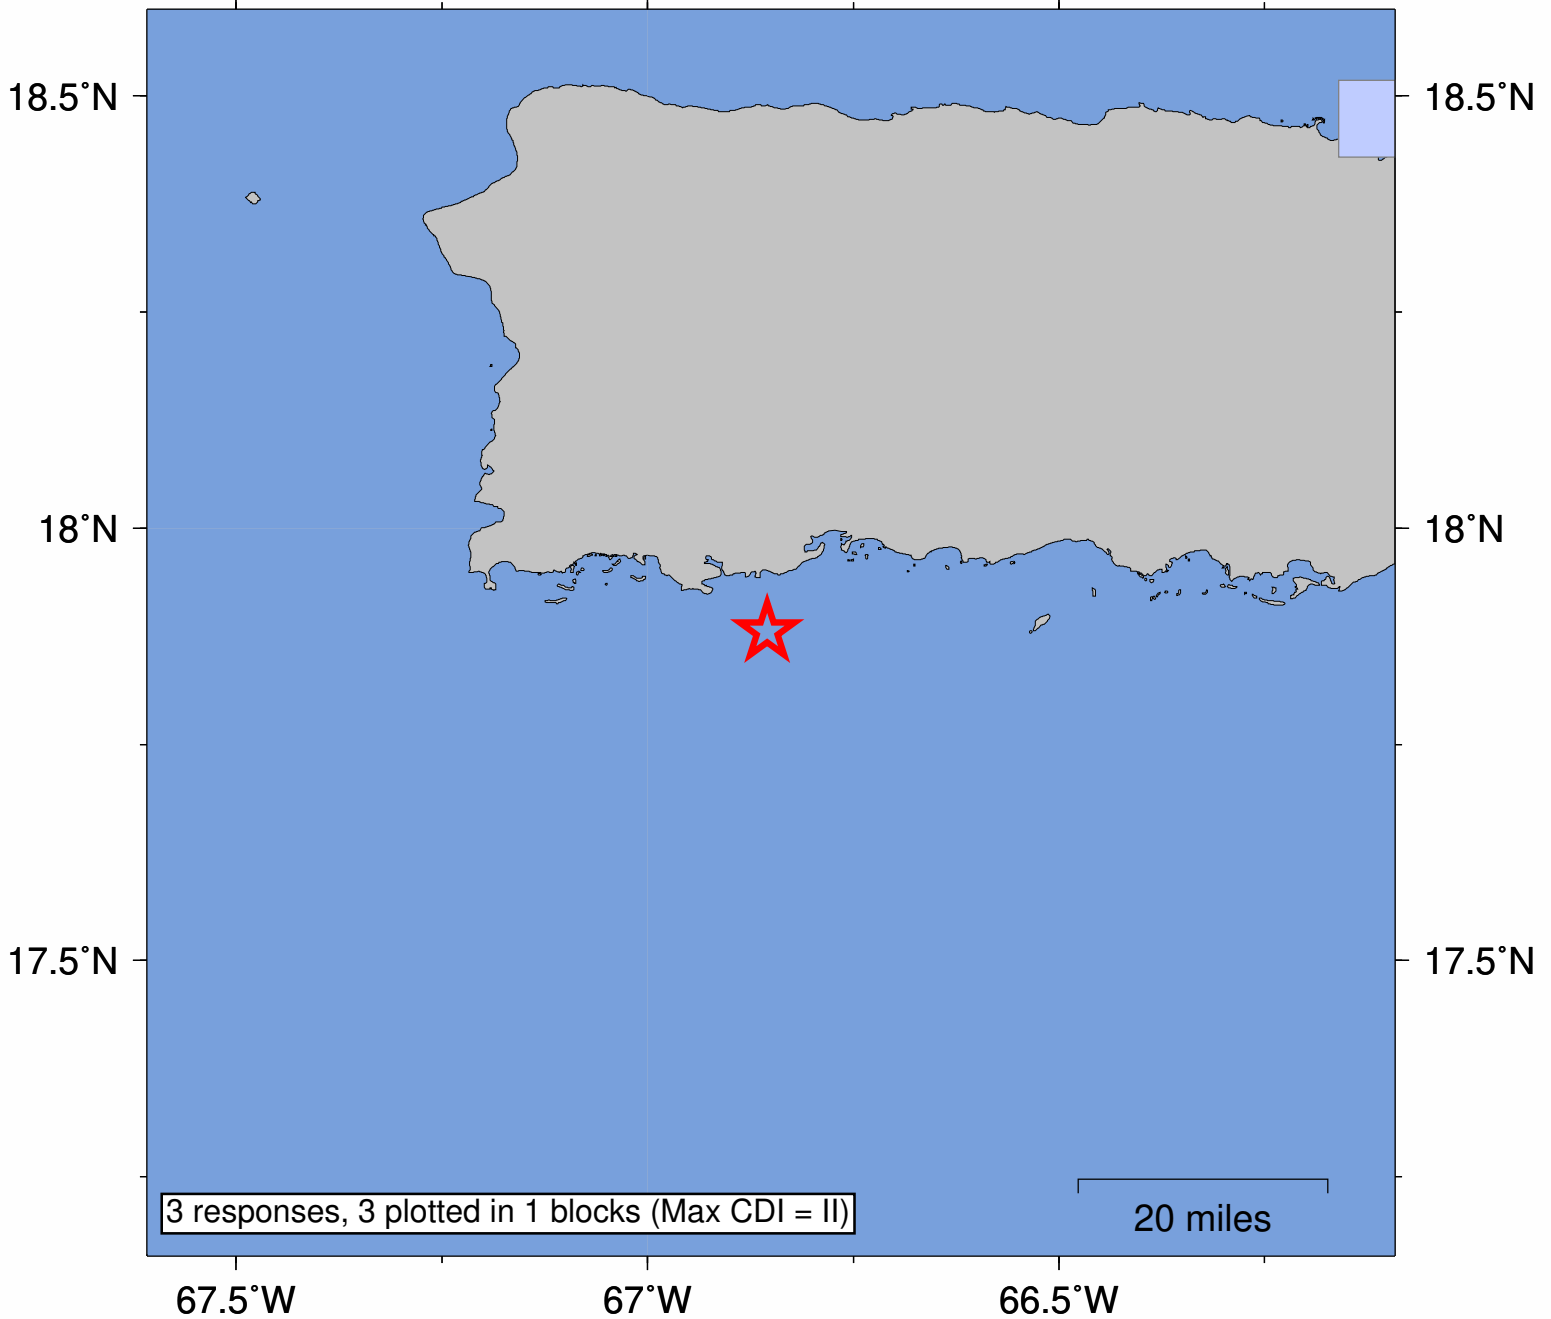 18.5˚N 18.5˚N
18˚N 18˚N
17.5˚N 17.5˚N
3 responses, 3 plotted in 1 blocks (Max CDI = II)
20 miles
67.5˚W 67˚W 66.5˚W